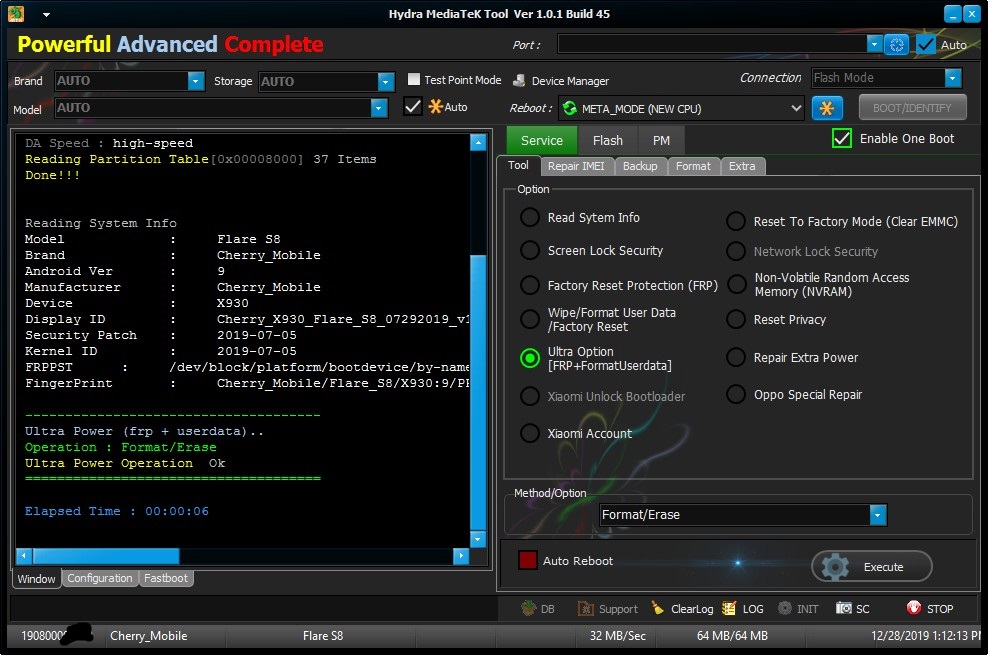 Hydra MediaTeK Tool Ver 1.0.1 Build 45
Powerful Advanced Complete
Port :
Auto
Brand AUTO Storage AUTO Test Point Mode Device Manager Connection Flash Mode
Model AUTO Auto Reboot : META_MODE (NEW CPU) BOOT/IDENTIFY
Service Flash PM Enable One Boot
Tool Repair IMEI Backup Format Extra
DA Speed : high-speed
Reading Partition Table[0x00008000] 37 Items
Done!!!
Reading System Info
Model : Flare S8
Brand : Cherry_Mobile
Android Ver : 9
Manufacturer : Cherry_Mobile
Device : X930
Display ID : Cherry_X930_Flare_S8_07292019_v1
Security Patch : 2019-07-05
Kernel ID : 2019-07-05
FRPPST : /dev/block/platform/bootdevice/by-name
FingerPrint : Cherry_Mobile/Flare_S8/X930:9/P
-------------------------------------
Ultra Power (frp + userdata)..
Operation : Format/Erase
Ultra Power Operation Ok
=====================================
Elapsed Time : 00:00:06
Window Configuration Fastboot
Option
Read Sytem Info
Screen Lock Security
Factory Reset Protection (FRP)
Wipe/Format User Data
/Factory Reset
Ultra Option
[FRP+FormatUserdata]
Xiaomi Unlock Bootloader
Xiaomi Account
Reset To Factory Mode (Clear EMMC)
Network Lock Security
Non-Volatile Random Access
Memory (NVRAM)
Reset Privacy
Repair Extra Power
Oppo Special Repair
Method/Option
Format/Erase
Auto Reboot Execute
DB Support ClearLog LOG INIT SC STOP
1908000 Cherry_Mobile Flare S8 32 MB/Sec 64 MB/64 MB 12/28/2019 1:12:13 P